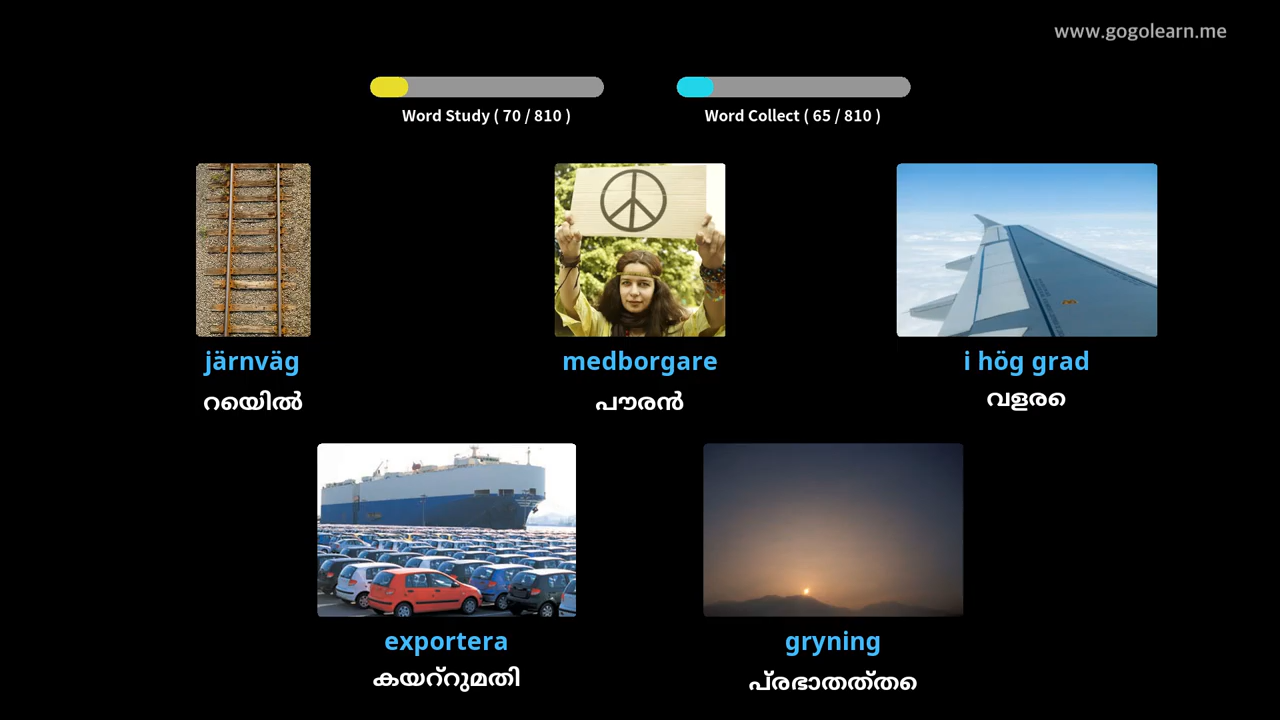 www.gogolearn.me
Word Study ( 70 / 810 )
Word Collect ( 65 / 810 )
järnväg
റെയിൽ
medborgare
പൗരൻ
i hög grad
വളരെ
exportera
കയറ്റുമതി
gryning
പ്രഭാതത്തെ